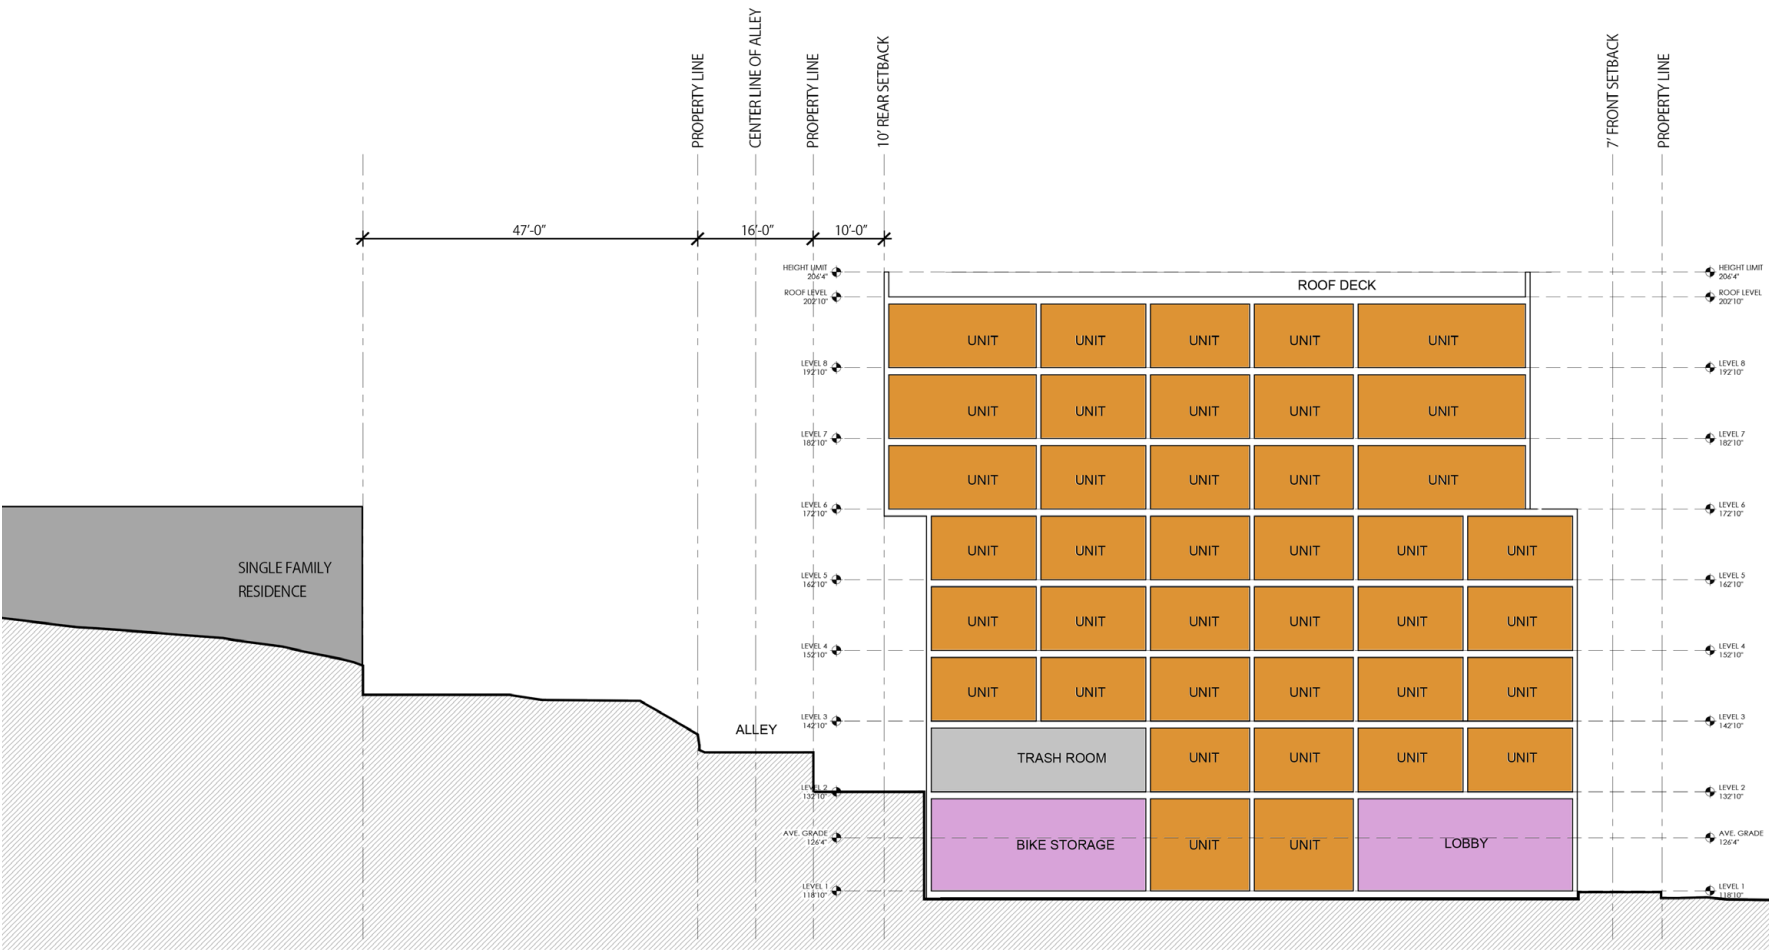 PROPERTY LINE
CENTER LINE OF ALLEY
PROPERTY LINE
10' REAR SETBACK
7' FRONT SETBACK
PROPERTY LINE
47'-0"
16'-0"
10'-0"
HEIGHT LIMIT
206'4"
ROOF DECK
HEIGHT LIMIT
206'4"
ROOF LEVEL
202'10"
ROOF LEVEL
202'10"
UNIT
UNIT
UNIT
UNIT
UNIT
LEVEL 8
192'10"
LEVEL 8
192'10"
UNIT
UNIT
UNIT
UNIT
UNIT
LEVEL 7
182'10"
LEVEL 7
182'10"
UNIT
UNIT
UNIT
UNIT
UNIT
LEVEL 6
172'10"
LEVEL 6
172'10"
SINGLE FAMILY
RESIDENCE
UNIT
UNIT
UNIT
UNIT
UNIT
UNIT
LEVEL 5
162'10"
LEVEL 5
162'10"
UNIT
UNIT
UNIT
UNIT
UNIT
UNIT
LEVEL 4
152'10"
LEVEL 4
152'10"
UNIT
UNIT
UNIT
UNIT
UNIT
UNIT
LEVEL 3
142'10"
LEVEL 3
142'10"
ALLEY
TRASH ROOM
UNIT
UNIT
UNIT
UNIT
LEVEL 2
132'10"
LEVEL 2
132'10"
AVE. GRADE
126'4"
AVE. GRADE
126'4"
BIKE STORAGE
UNIT
UNIT
LOBBY
LEVEL 1
118'10"
LEVEL 1
118'10"